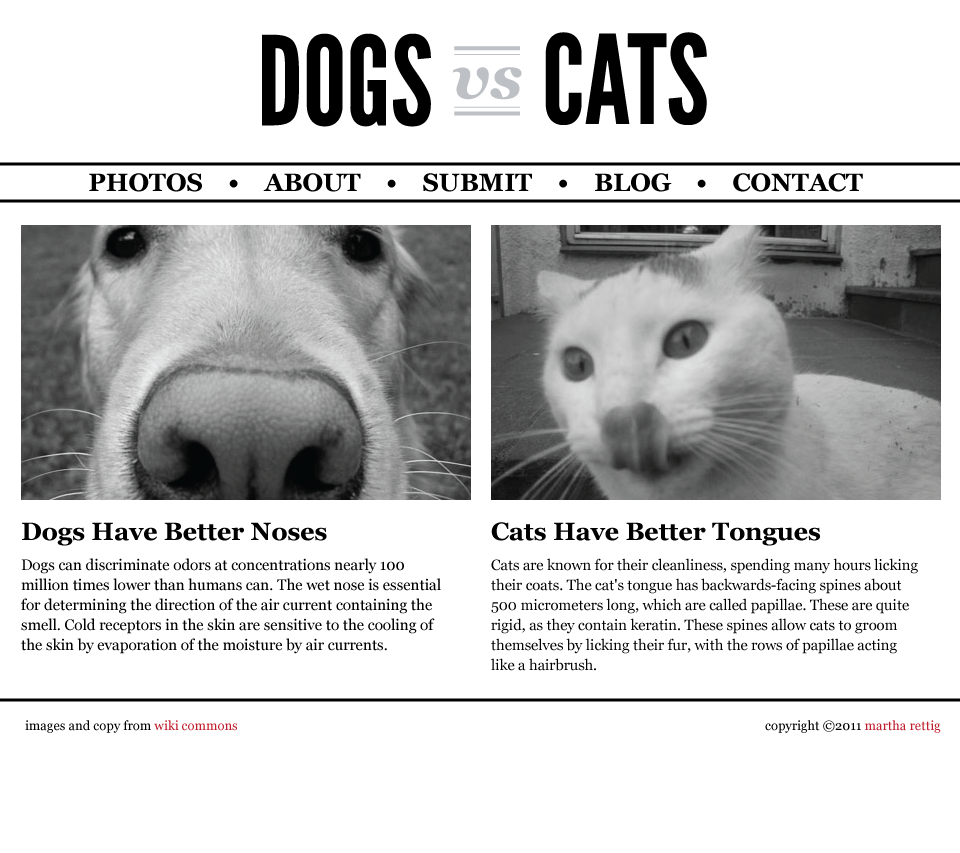 DOGS vs CATS
PHOTOS • ABOUT • SUBMIT • BLOG • CONTACT
Dogs Have Better Noses
Dogs can discriminate odors at concentrations nearly 100
million times lower than humans can. The wet nose is essential
for determining the direction of the air current containing the
smell. Cold receptors in the skin are sensitive to the cooling of
the skin by evaporation of the moisture by air currents.
Cats Have Better Tongues
Cats are known for their cleanliness, spending many hours licking
their coats. The cat's tongue has backwards-facing spines about
500 micrometers long, which are called papillae. These are quite
rigid, as they contain keratin. These spines allow cats to groom
themselves by licking their fur, with the rows of papillae acting
like a hairbrush.
images and copy from wiki commons
copyright ©2011 martha rettig